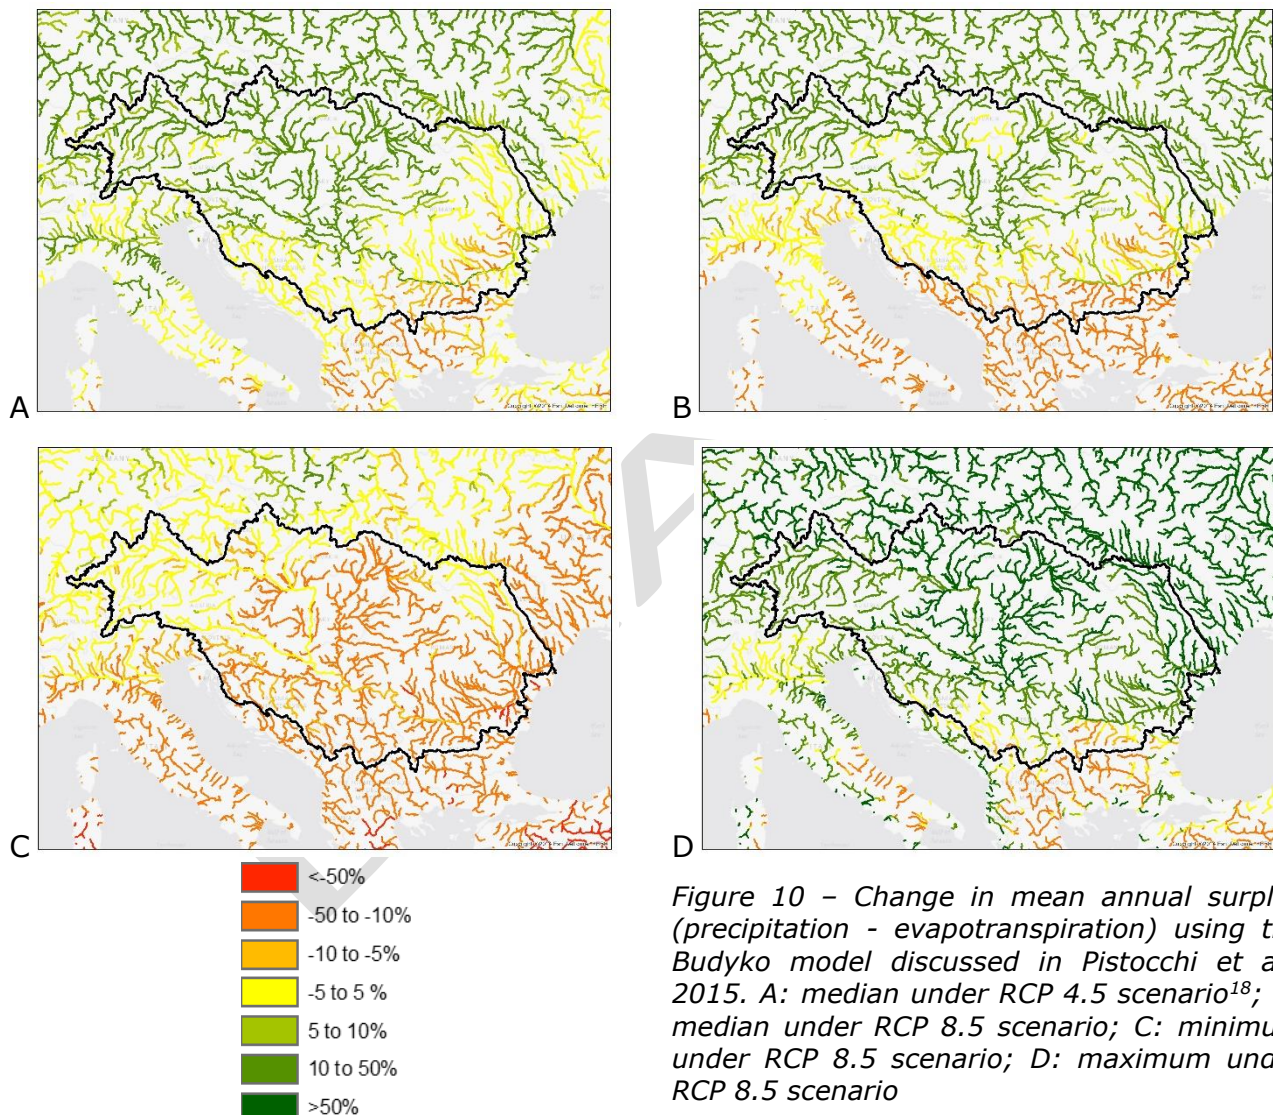 A
B
C
D
<-50%
-50 to -10%
-10 to -5%
-5 to 5 %
5 to 10%
10 to 50%
>50%
Figure 10 – Change in mean annual surpl
(precipitation - evapotranspiration) using t
Budyko model discussed in Pistocchi et a
2015. A: median under RCP 4.5 scenario18;
median under RCP 8.5 scenario; C: minimu
under RCP 8.5 scenario; D: maximum und
RCP 8.5 scenario